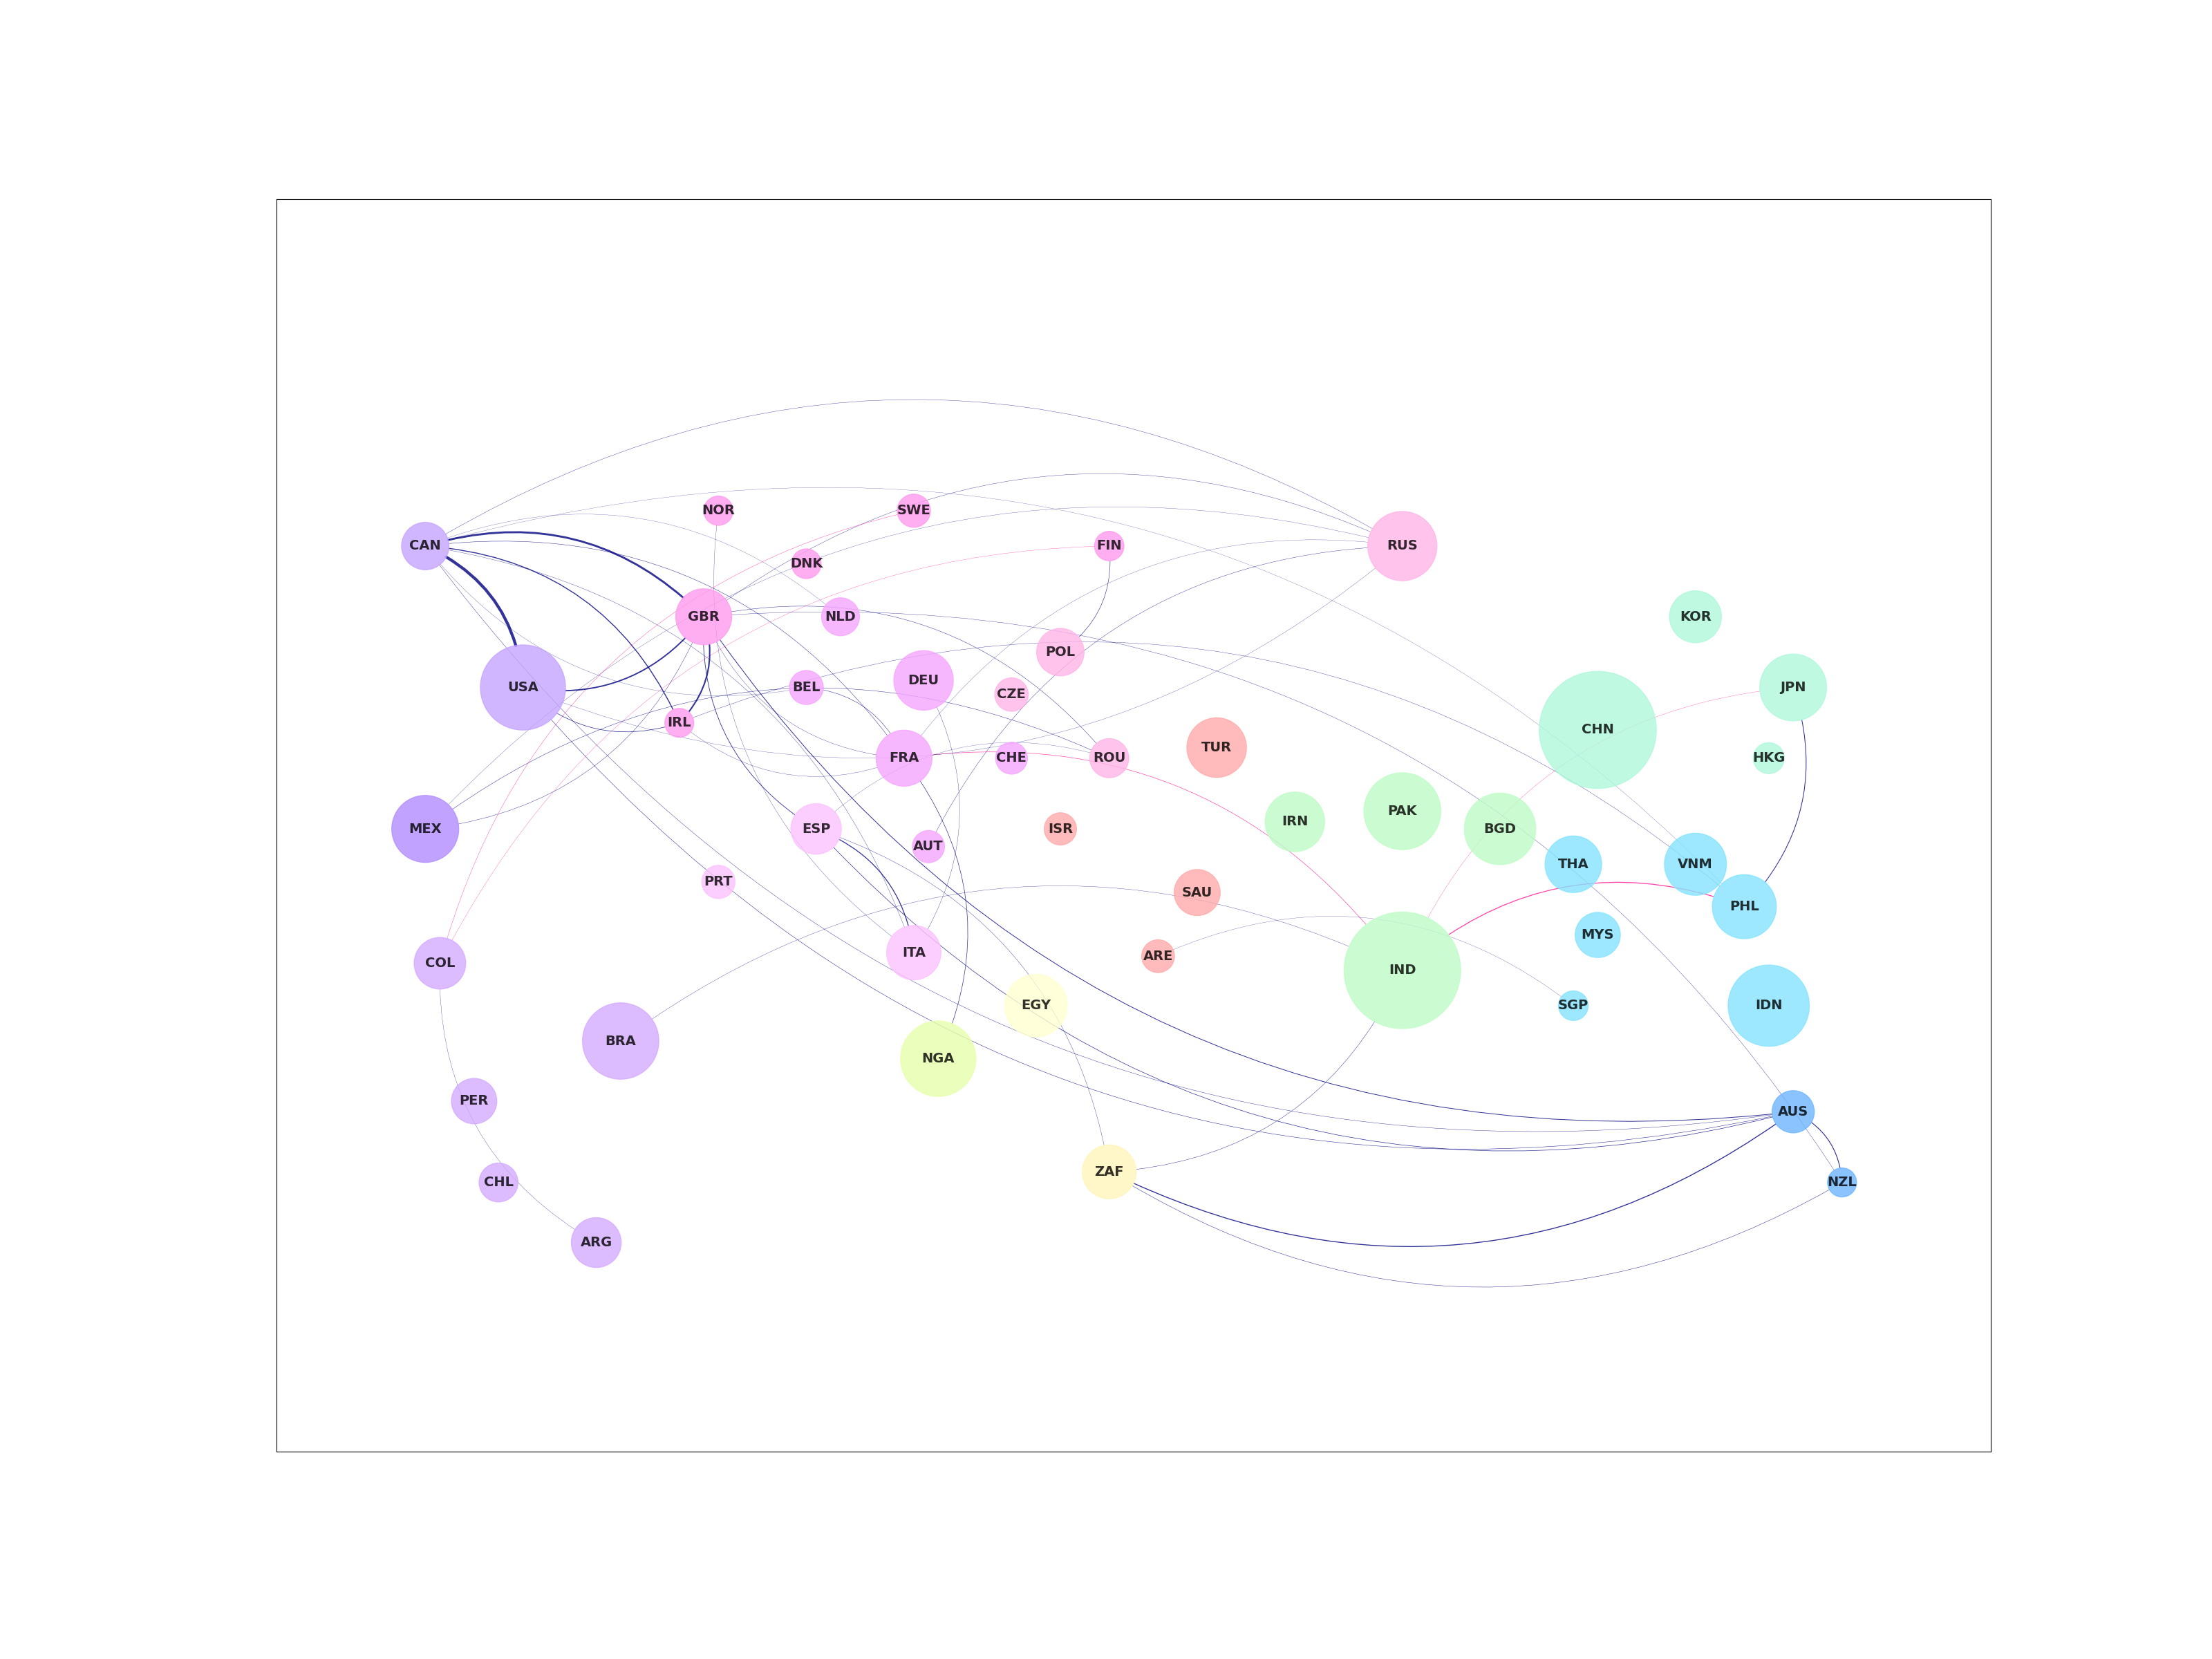 NOR
SWE
CAN
FIN
RUS
DNK
GBR
NLD
KOR
POL
DEU
USA
BEL
CZE
JPN
IRL
CHN
TUR
FRA
CHE
ROU
HKG
PAK
IRN
MEX
ESP
ISR
BGD
AUT
THA
VNM
PRT
SAU
PHL
MYS
ITA
ARE
COL
IND
EGY
SGP
IDN
BRA
NGA
PER
AUS
ZAF
CHL
NZL
ARG